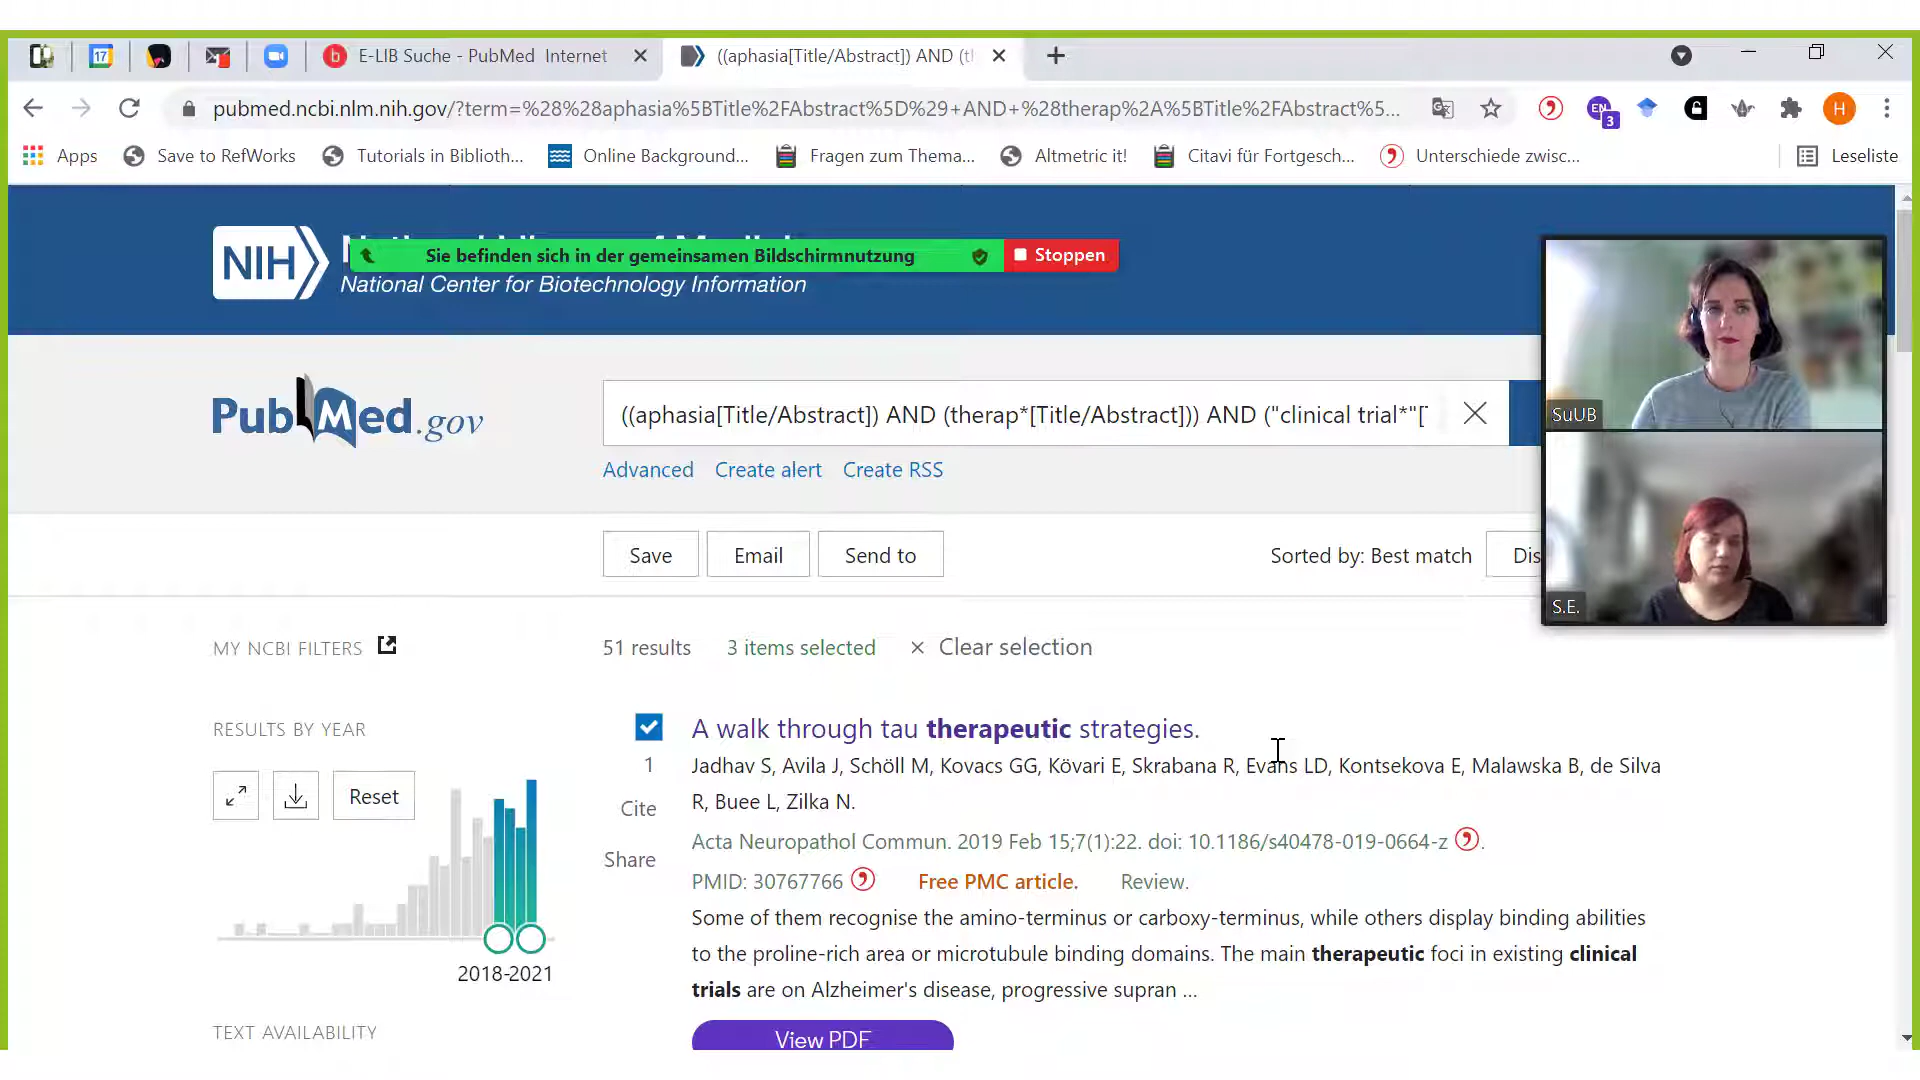 17
E-LIB Suche - PubMed Internet
((aphasia[Title/Abstract]) AND (th
pubmed.ncbi.nlm.nih.gov/?term=%28%28aphasia%5BTitle%2FAbstract%5D%29+AND+%28therap%2A%5BTitle%2FAbstract%5...
EN
3
H
Apps
Save to RefWorks
Tutorials in Biblioth...
Online Background...
Fragen zum Thema...
Altmetric it!
Citavi für Fortgesch...
Unterschiede zwisc...
Leseliste
NIH
Sie befinden sich in der gemeinsamen Bildschirmnutzung
Stoppen
National Center for Biotechnology Information
PubMed.gov
((aphasia[Title/Abstract]) AND (therap*[Title/Abstract])) AND ("clinical trial*"[T
Advanced
Create alert
Create RSS
SuUB
S.E.
Save
Email
Send to
Sorted by: Best match
Dis
MY NCBI FILTERS
51 results
3 items selected
Clear selection
RESULTS BY YEAR
Reset
2018-2021
TEXT AVAILABILITY
A walk through tau therapeutic strategies.
1
Cite
Share
Jadhav S, Avila J, Schöll M, Kovacs GG, Kövari E, Skrabana R, Evans LD, Kontsekova E, Malawska B, de Silva
R, Buee L, Zilka N.
Acta Neuropathol Commun. 2019 Feb 15;7(1):22. doi: 10.1186/s40478-019-0664-z .
PMID: 30767766
Free PMC article.
Review.
Some of them recognise the amino-terminus or carboxy-terminus, while others display binding abilities
to the proline-rich area or microtubule binding domains. The main therapeutic foci in existing clinical
trials are on Alzheimer's disease, progressive supran ...
View PDF